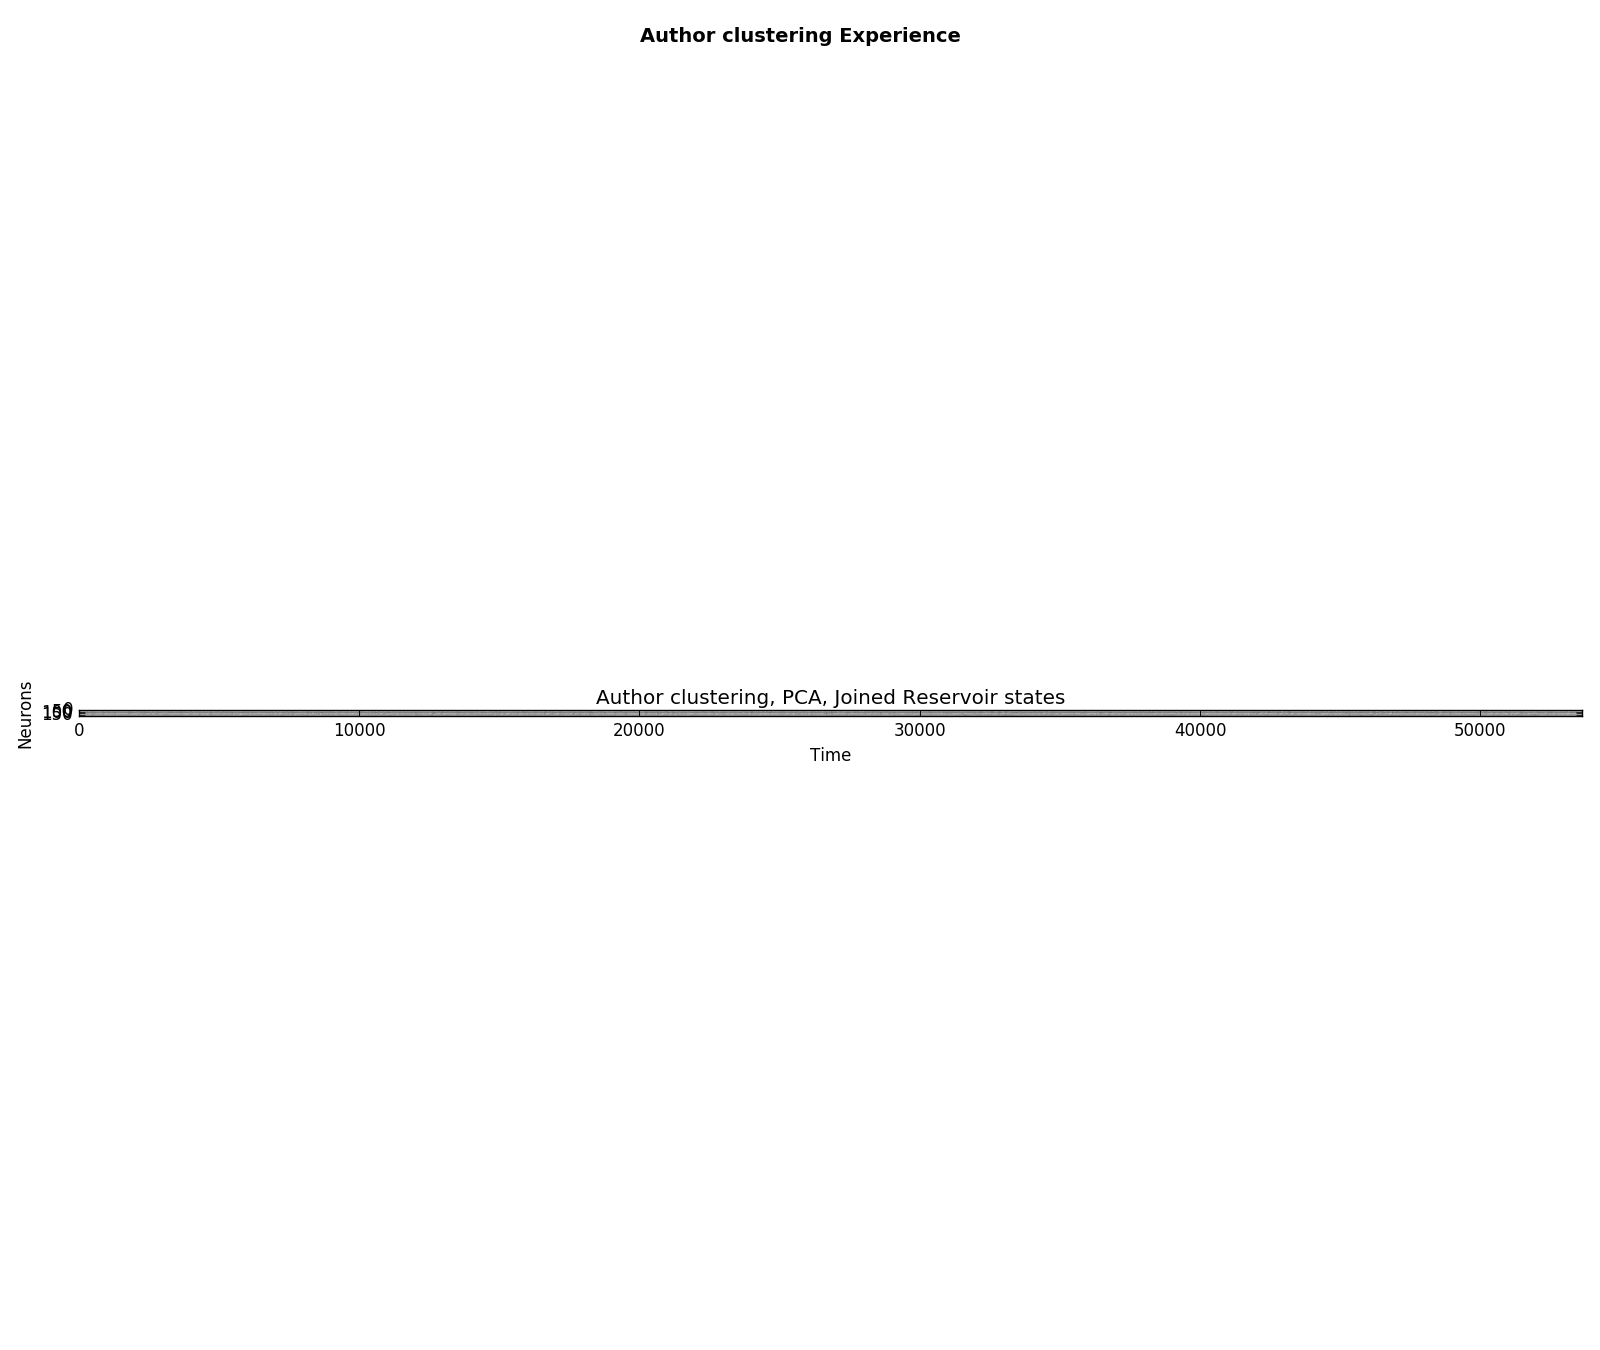 Author clustering Experience
Author clustering, PCA, Joined Reservoir states
Neurons
0 10000 20000 30000 40000 50000
Time